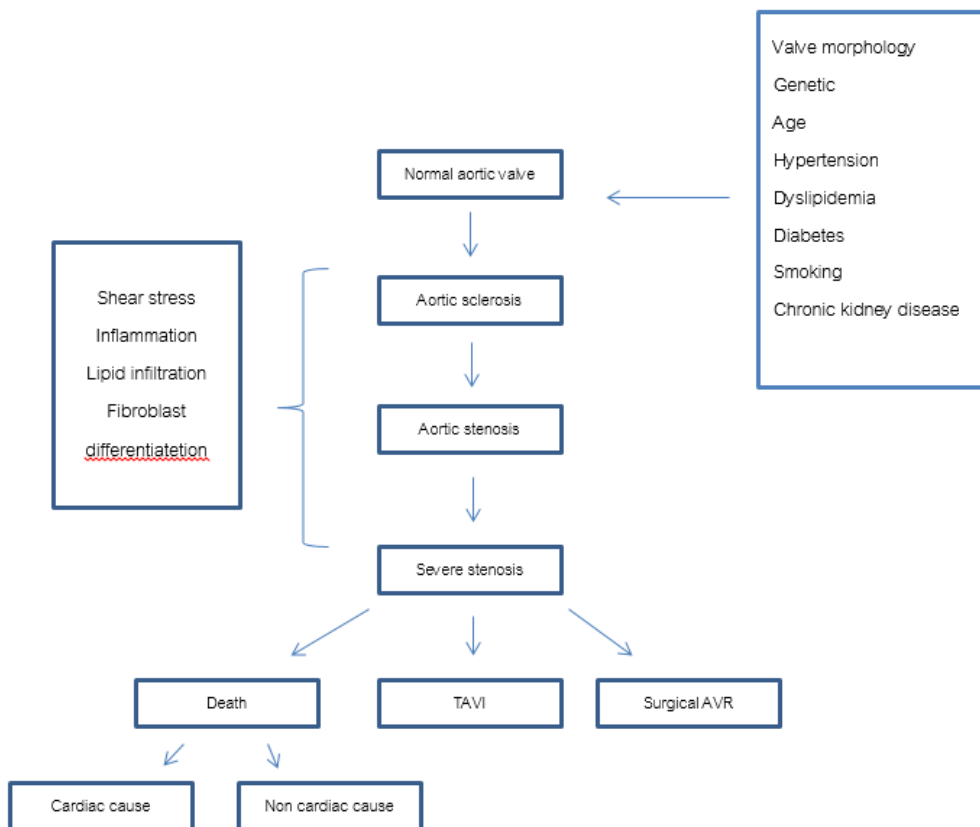 Valve morphology
Genetic
Age
Hypertension
Dyslipidemia
Diabetes
Smoking
Chronic kidney disease
Normal aortic valve
Shear stress
Inflammation
Lipid infiltration
Fibroblast
differentiatetion
Aortic sclerosis
Aortic stenosis
Severe stenosis
Death
TAVI
Surgical AVR
Cardiac cause
Non cardiac cause